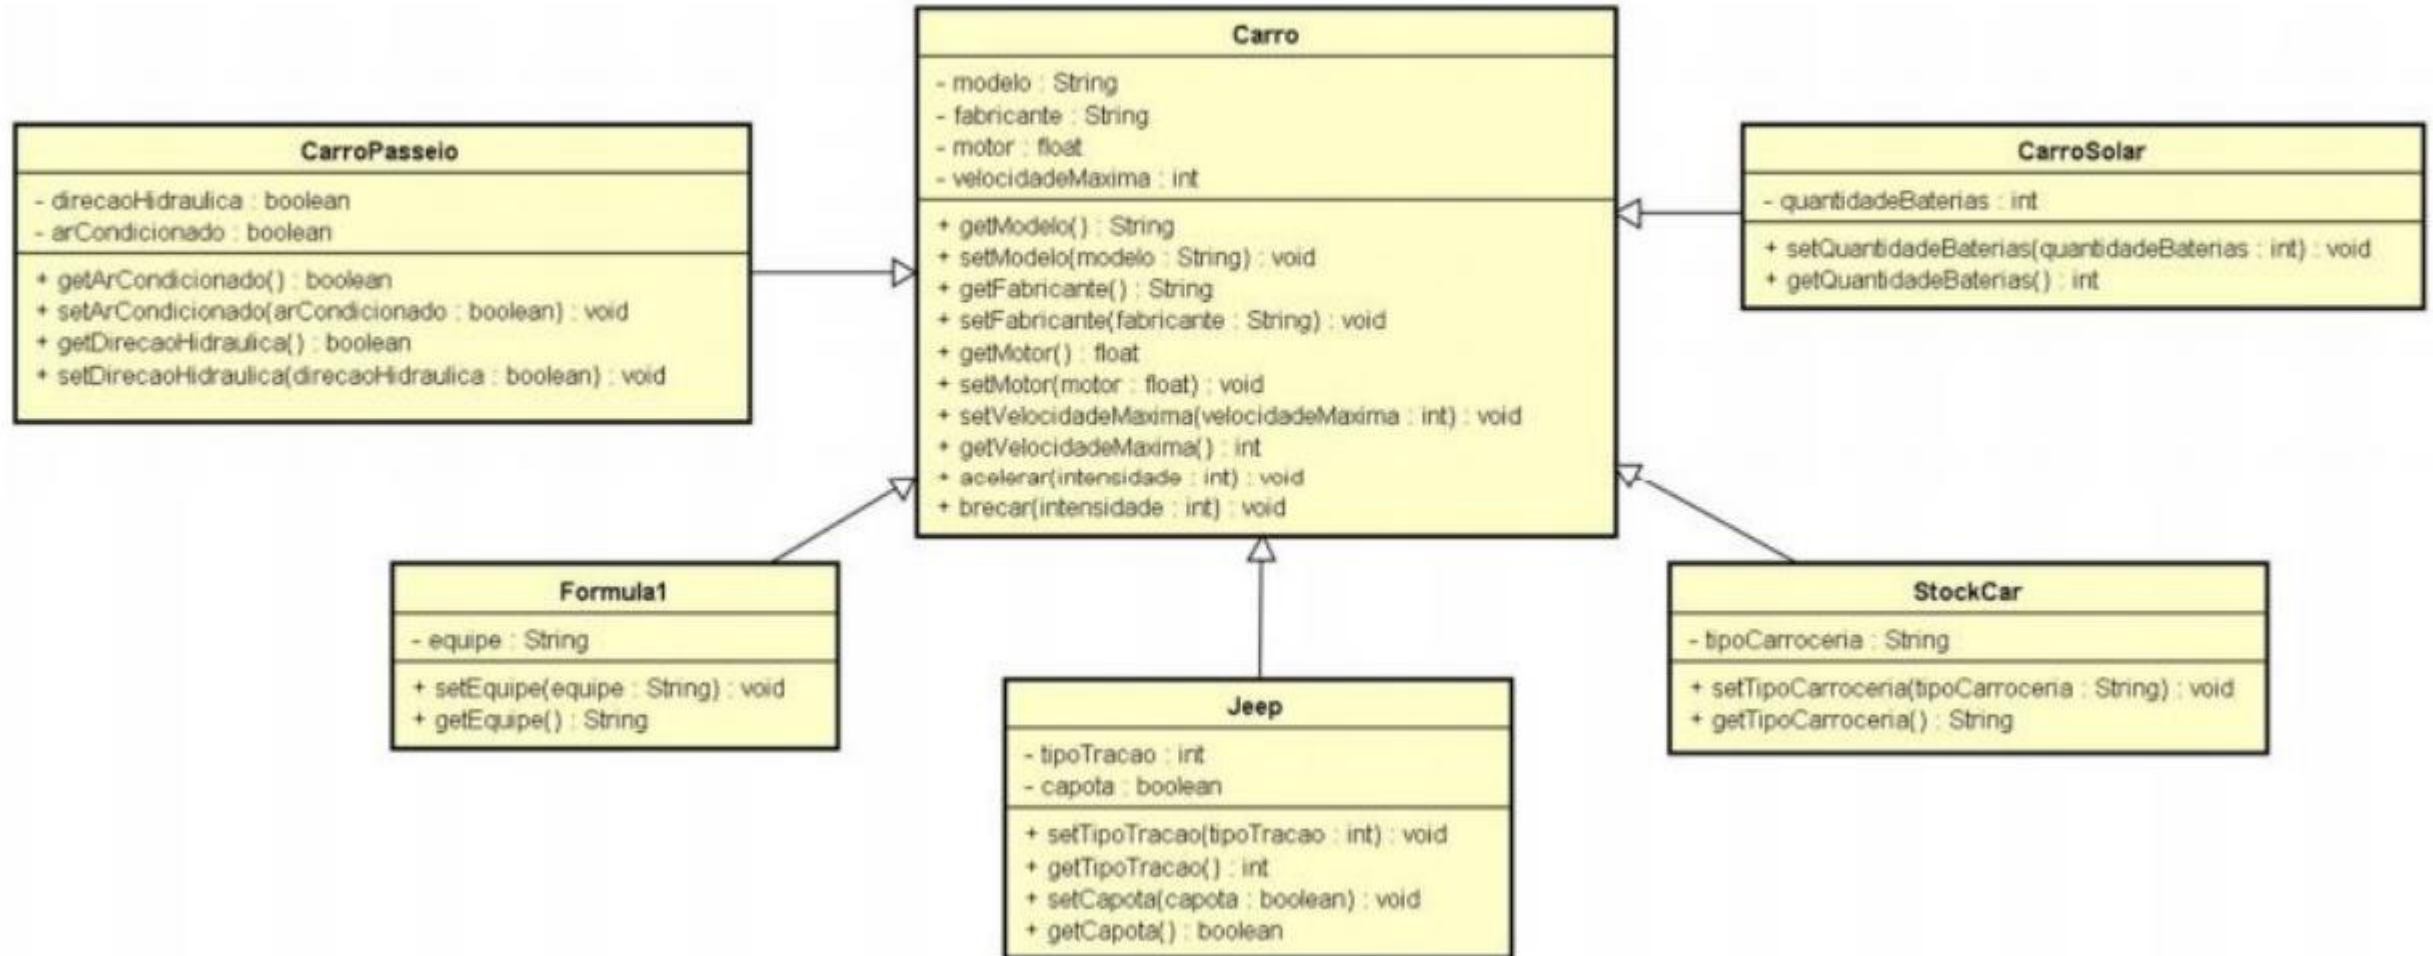 Carro
- modelo : String
- fabricante : String
- motor : float
- velocidadeMaxima : int
+ getModelo() : String
+ setModelo(modelo : String) : void
+ getFabricante() : String
+ setFabricante(fabricante : String) : void
+ getMotor() : float
+ setMotor(motor : float) : void
+ setVelocidadeMaxima(velocidadeMaxima : int) : void
+ getVelocidadeMaxima() : int
+ acelerar(intensidade : int) : void
+ brecar(intensidade : int) : void
CarroPasseio
- direcaoHidraulica : boolean
- arCondicionado : boolean
+ getArCondicionado() : boolean
+ setArCondicionado(arCondicionado : boolean) : void
+ getDirecaoHidraulica() : boolean
+ setDirecaoHidraulica(direcaoHidraulica : boolean) : void
CarroSolar
- quantidadeBaterias : int
+ setQuantidadeBaterias(quantidadeBaterias : int) : void
+ getQuantidadeBaterias() : int
Formula1
- equipe : String
+ setEquipe(equipe : String) : void
+ getEquipe() : String
Jeep
- tipoTracao : int
- capota : boolean
+ setTipoTracao(tipoTracao : int) : void
+ getTipoTracao() : int
+ setCapota(capota : boolean) : void
+ getCapota() : boolean
StockCar
- tipoCarroceria : String
+ setTipoCarroceria(tipoCarroceria : String) : void
+ getTipoCarroceria() : String